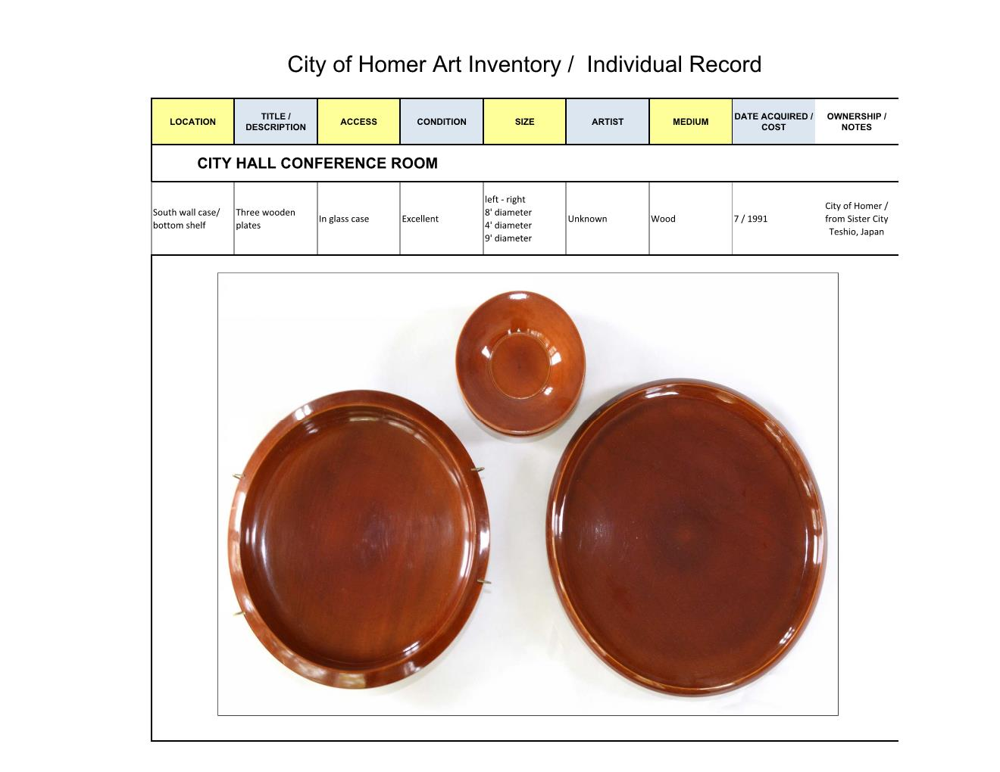 City of Homer Art Inventory /  Individual Record
LOCATION
TITLE /
DESCRIPTION
ACCESS
CONDITION
SIZE
ARTIST
MEDIUM
DATE ACQUIRED /
COST
OWNERSHIP /
NOTES
CITY HALL CONFERENCE ROOM
South wall case/
bottom shelf
Three wooden
plates
In glass case
Excellent
left - right
8' diameter
4' diameter
9' diameter
Unknown
Wood
7 / 1991
City of Homer /
from Sister City
Teshio, Japan